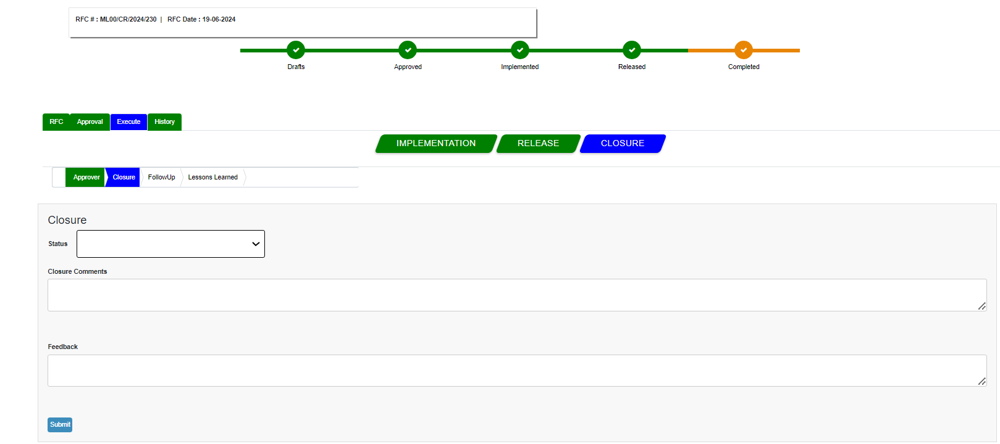 RFC # : ML00/CR/2024/230 | RFC Date : 19-06-2024
Drafts Approved Implemented Released Completed
RFC Approval Execute History
IMPLEMENTATION RELEASE CLOSURE
Approver Closure FollowUp Lessons Learned
Closure
Status
Closure Comments
Feedback
Submit